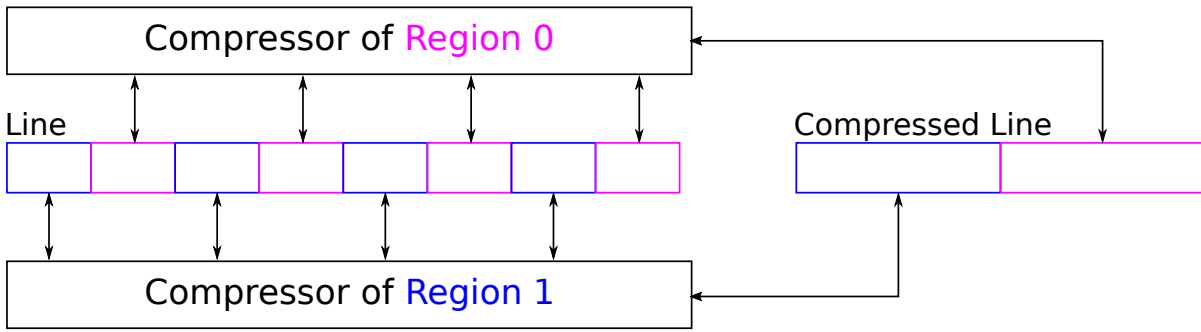 Compressor of Region 0
Line
Compressed Line
Compressor of Region 1